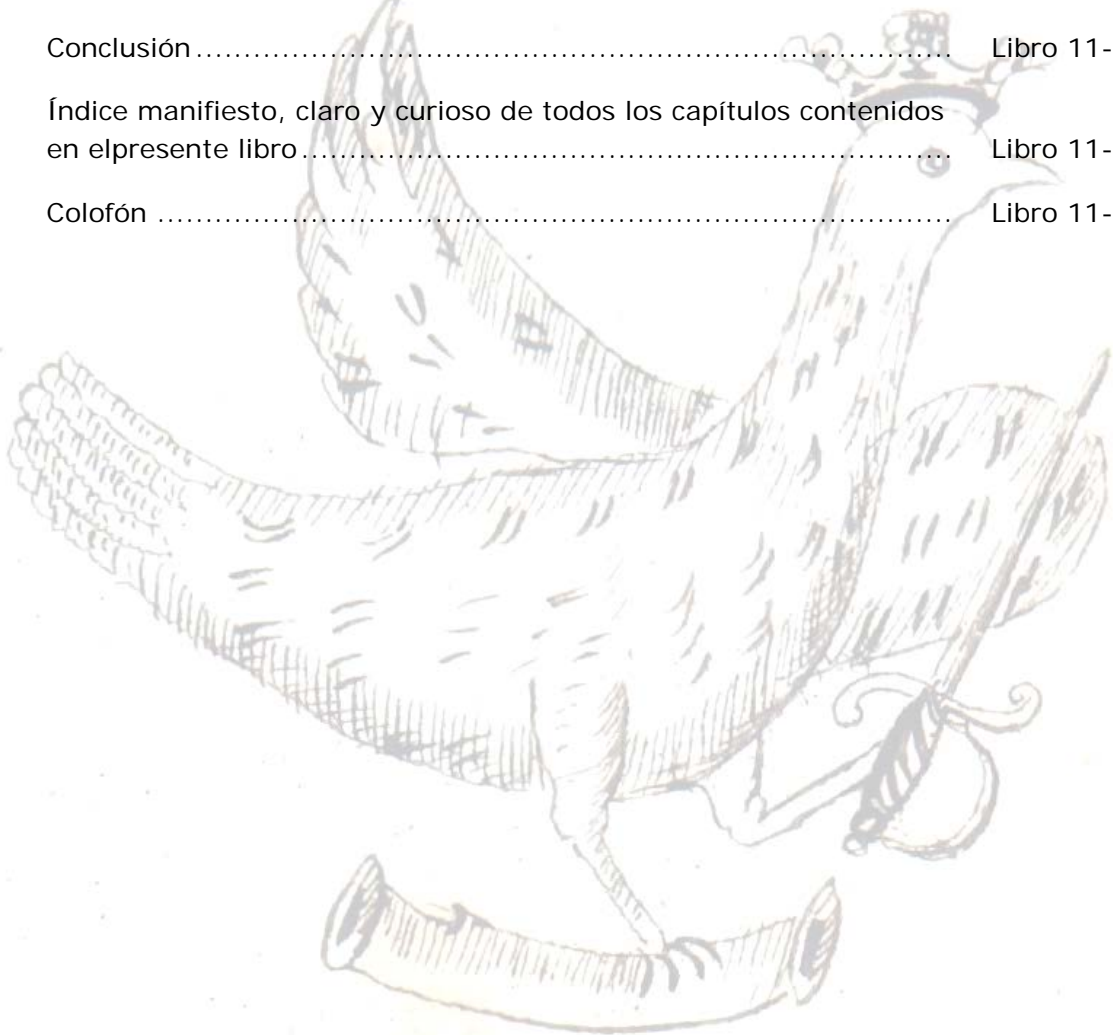 Conclusión ............................................................................... Libro 11-
Índice manifiesto, claro y curioso de todos los capítulos contenidos
en elpresente libro .................................................................... Libro 11-
Colofón ................................................................................... Libro 11-